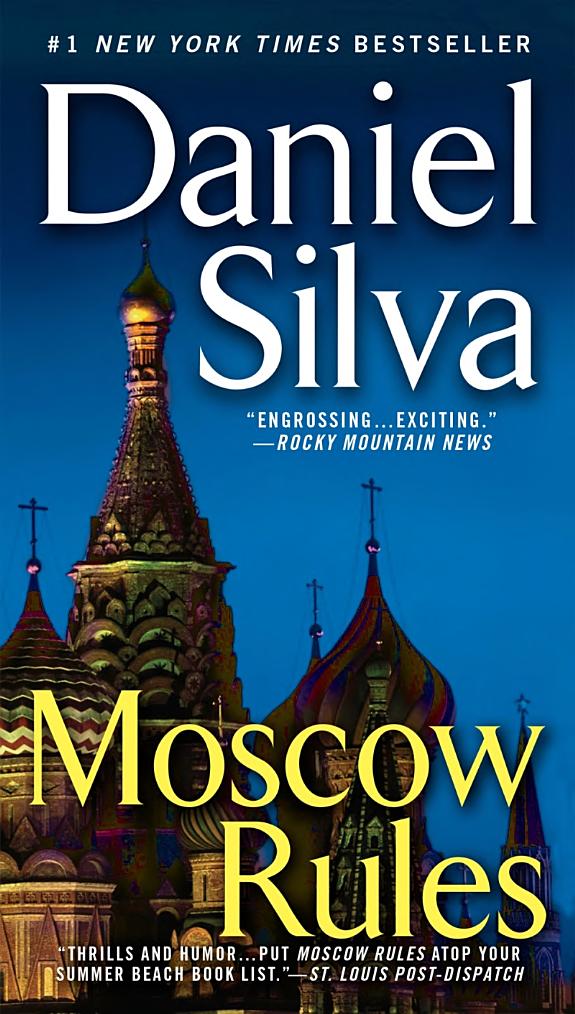 #1 NEW YORK TIMES BESTSELLER
Daniel
Silva
“ENGROSSING...EXCITING.”
—ROCKY MOUNTAIN NEWS
Moscow
Rules
“THRILLS AND HUMOR...PUT MOSCOW RULES ATOP YOUR
SUMMER BEACH BOOK LIST.”—ST. LOUIS POST-DISPATCH